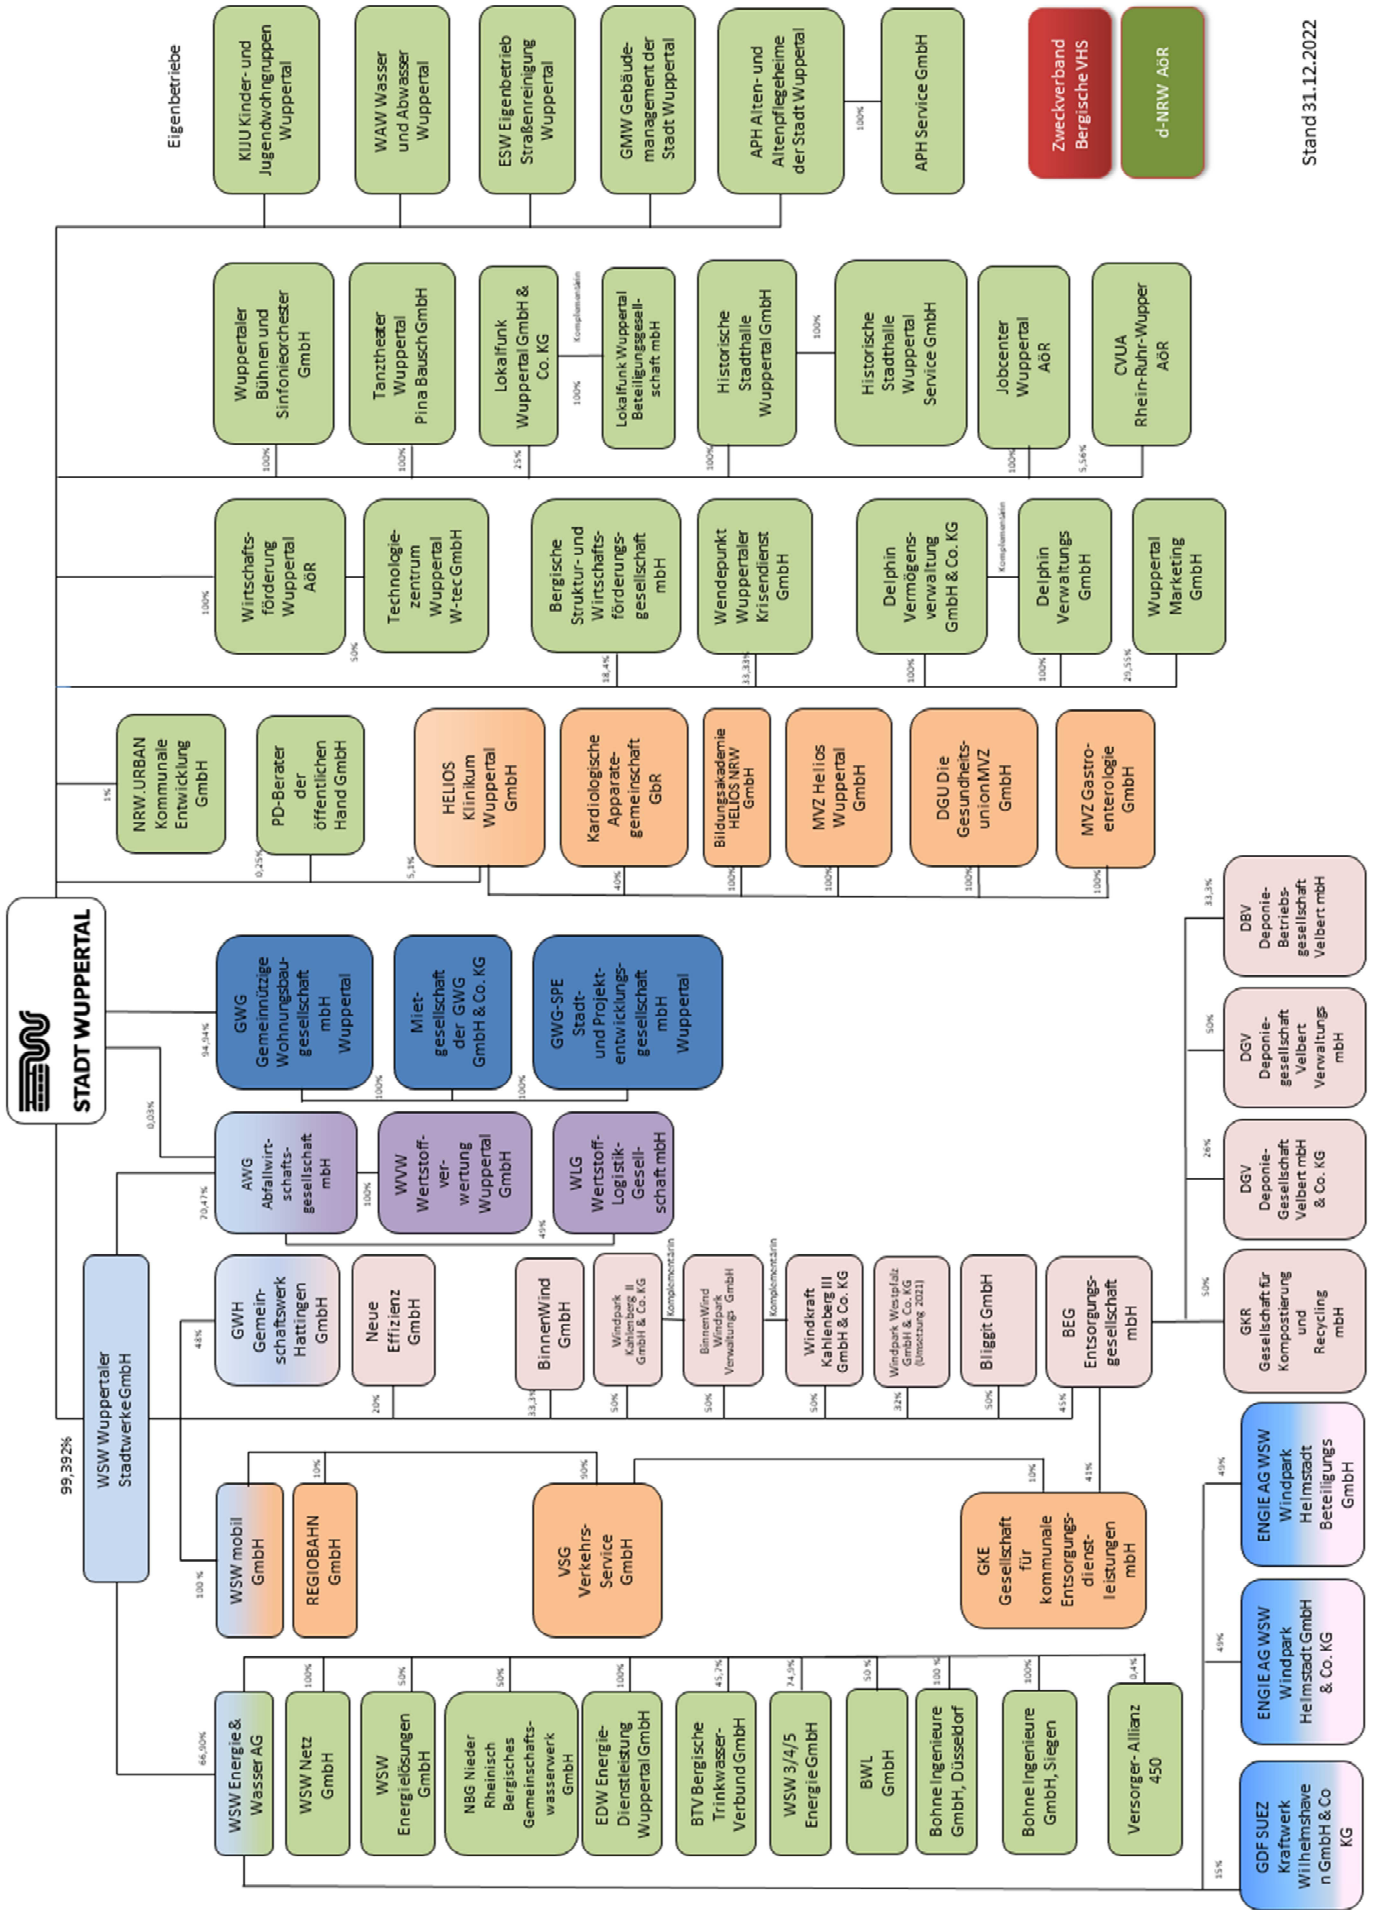 STADT WUPPERTAL
99,392%
WSW Wuppertaler
Stadtwerke GmbH
66,90%
WSW Energie &
Wasser AG
100%
WSW Netz
GmbH
50%
WSW
Energielösungen
GmbH
50%
NBG Nieder
Rheinisch
Bergisches
Gemeinschafts-
wasserwerk
GmbH
100%
EDW Energie-
Dienstleistung
Wuppertal GmbH
45,2%
BTV Bergische
Trinkwasser-
Verbund GmbH
74,9%
WSW 3/4/5
Energie GmbH
50 %
BWL
GmbH
100 %
Bohne Ingenieure
GmbH, Düsseldorf
100%
Bohne Ingenieure
GmbH, Siegen
0,4%
Versorger- Allianz
450
15%
GDF SUEZ
Kraftwerk
Wilhelmshave
n GmbH & Co
KG
49%
ENGIE AG WSW
Windpark
Helmstadt GmbH
& Co. KG
49%
ENGIE AG WSW
Windpark
Helmstadt
Beteiligungs
GmbH
100 %
WSW mobil
GmbH
10%
REGIOBAHN
GmbH
90%
VSG
Verkehrs-
Service
GmbH
10%
41%
GKE
Gesellschaft
für
kommunale
Entsorgungs-
dienst-
leistungen
mbH
48%
GWH
Gemein-
schaftswerk
Hattingen
GmbH
20%
Neue
Effizienz
GmbH
33,3%
BinnenWind
GmbH
50%
Windpark
Kahlenberg II
GmbH & Co. KG
Komplementärin
50%
BinnenWind
Windpark
Verwaltungs GmbH
Komplementärin
50%
Windkraft
Kahlenberg III
GmbH & Co. KG
32%
Windpark Westpfalz
GmbH & Co. KG
(Umsetzung 2021)
50%
Bliggit GmbH
45%
BEG
Entsorgungs-
gesellschaft
mbH
50%
GKR
Gesellschaft für
Kompostierung
und
Recycling
mbH
26%
DGV
Deponie-
Gesellschaft
Velbert mbH
& Co. KG
50%
DGV
Deponie-
gesellschaft
Velbert
Verwaltungs
mbH
33,3%
DBV
Deponie-
Betriebs-
gesellschaft
Velbert mbH
70,47%
0,03%
AWG
Abfallwirt-
schafts-
gesellschaft
mbH
100%
WVW
Wertstoff-
ver-
wertung
Wuppertal
GmbH
49%
WLG
Wertstoff-
Logistik-
Gesell-
schaft mbH
94,94%
GWG
Gemeinnützige
Wohnungsbau-
gesellschaft
mbH
Wuppertal
100%
Miet-
gesellschaft
der GWG
GmbH & Co. KG
100%
GWG-SPE
Stadt-
und Projekt-
entwicklungs-
gesellschaft
mbH
Wuppertal
1%
NRW.URBAN
Kommunale
Entwicklung
GmbH
0,25%
PD-Berater
der
öffentlichen
Hand GmbH
5,1%
HELIOS
Klinikum
Wuppertal
GmbH
40%
Kardiologische
Apparate-
gemeinschaft
GbR
100%
Bildungsakademie
HELIOS NRW
GmbH
100%
MVZ Helios
Wuppertal
GmbH
100%
DGU Die
Gesundheits-
union MVZ
GmbH
100%
MVZ Gastro-
enterologie
GmbH
100%
Wirtschafts-
förderung
Wuppertal
AöR
50%
Technologie-
zentrum
Wuppertal
W-tec GmbH
18,4%
Bergische
Struktur- und
Wirtschafts-
förderungs-
gesellschaft
mbH
33,33%
Wendepunkt
Wuppertaler
Krisendienst
GmbH
100%
Delphin
Vermögens-
verwaltung
GmbH & Co. KG
Komplementärin
100%
Delphin
Verwaltungs
GmbH
29,55%
Wuppertal
Marketing
GmbH
100%
Wuppertaler
Bühnen und
Sinfonieorchester
GmbH
100%
Tanztheater
Wuppertal
Pina Bausch GmbH
25%
Lokalfunk
Wuppertal GmbH &
Co. KG
100%
Komplementärin
Lokalfunk Wuppertal
Beteiligungsgesell-
schaft mbH
100%
Historische
Stadthalle
Wuppertal GmbH
100%
Historische
Stadthalle
Wuppertal
Service GmbH
100%
Jobcenter
Wuppertal
AöR
5,56%
CVUA
Rhein-Ruhr-Wupper
AöR
Eigenbetriebe
KIJU Kinder- und
Jugendwohngruppen
Wuppertal
WAW Wasser
und Abwasser
Wuppertal
ESW Eigenbetrieb
Straßenreinigung
Wuppertal
GMW Gebäude-
management der
Stadt Wuppertal
APH Alten- und
Altenpflegeheime
der Stadt Wuppertal
100%
APH Service GmbH
Zweckverband
Bergische VHS
d-NRW AöR
Stand 31.12.2022